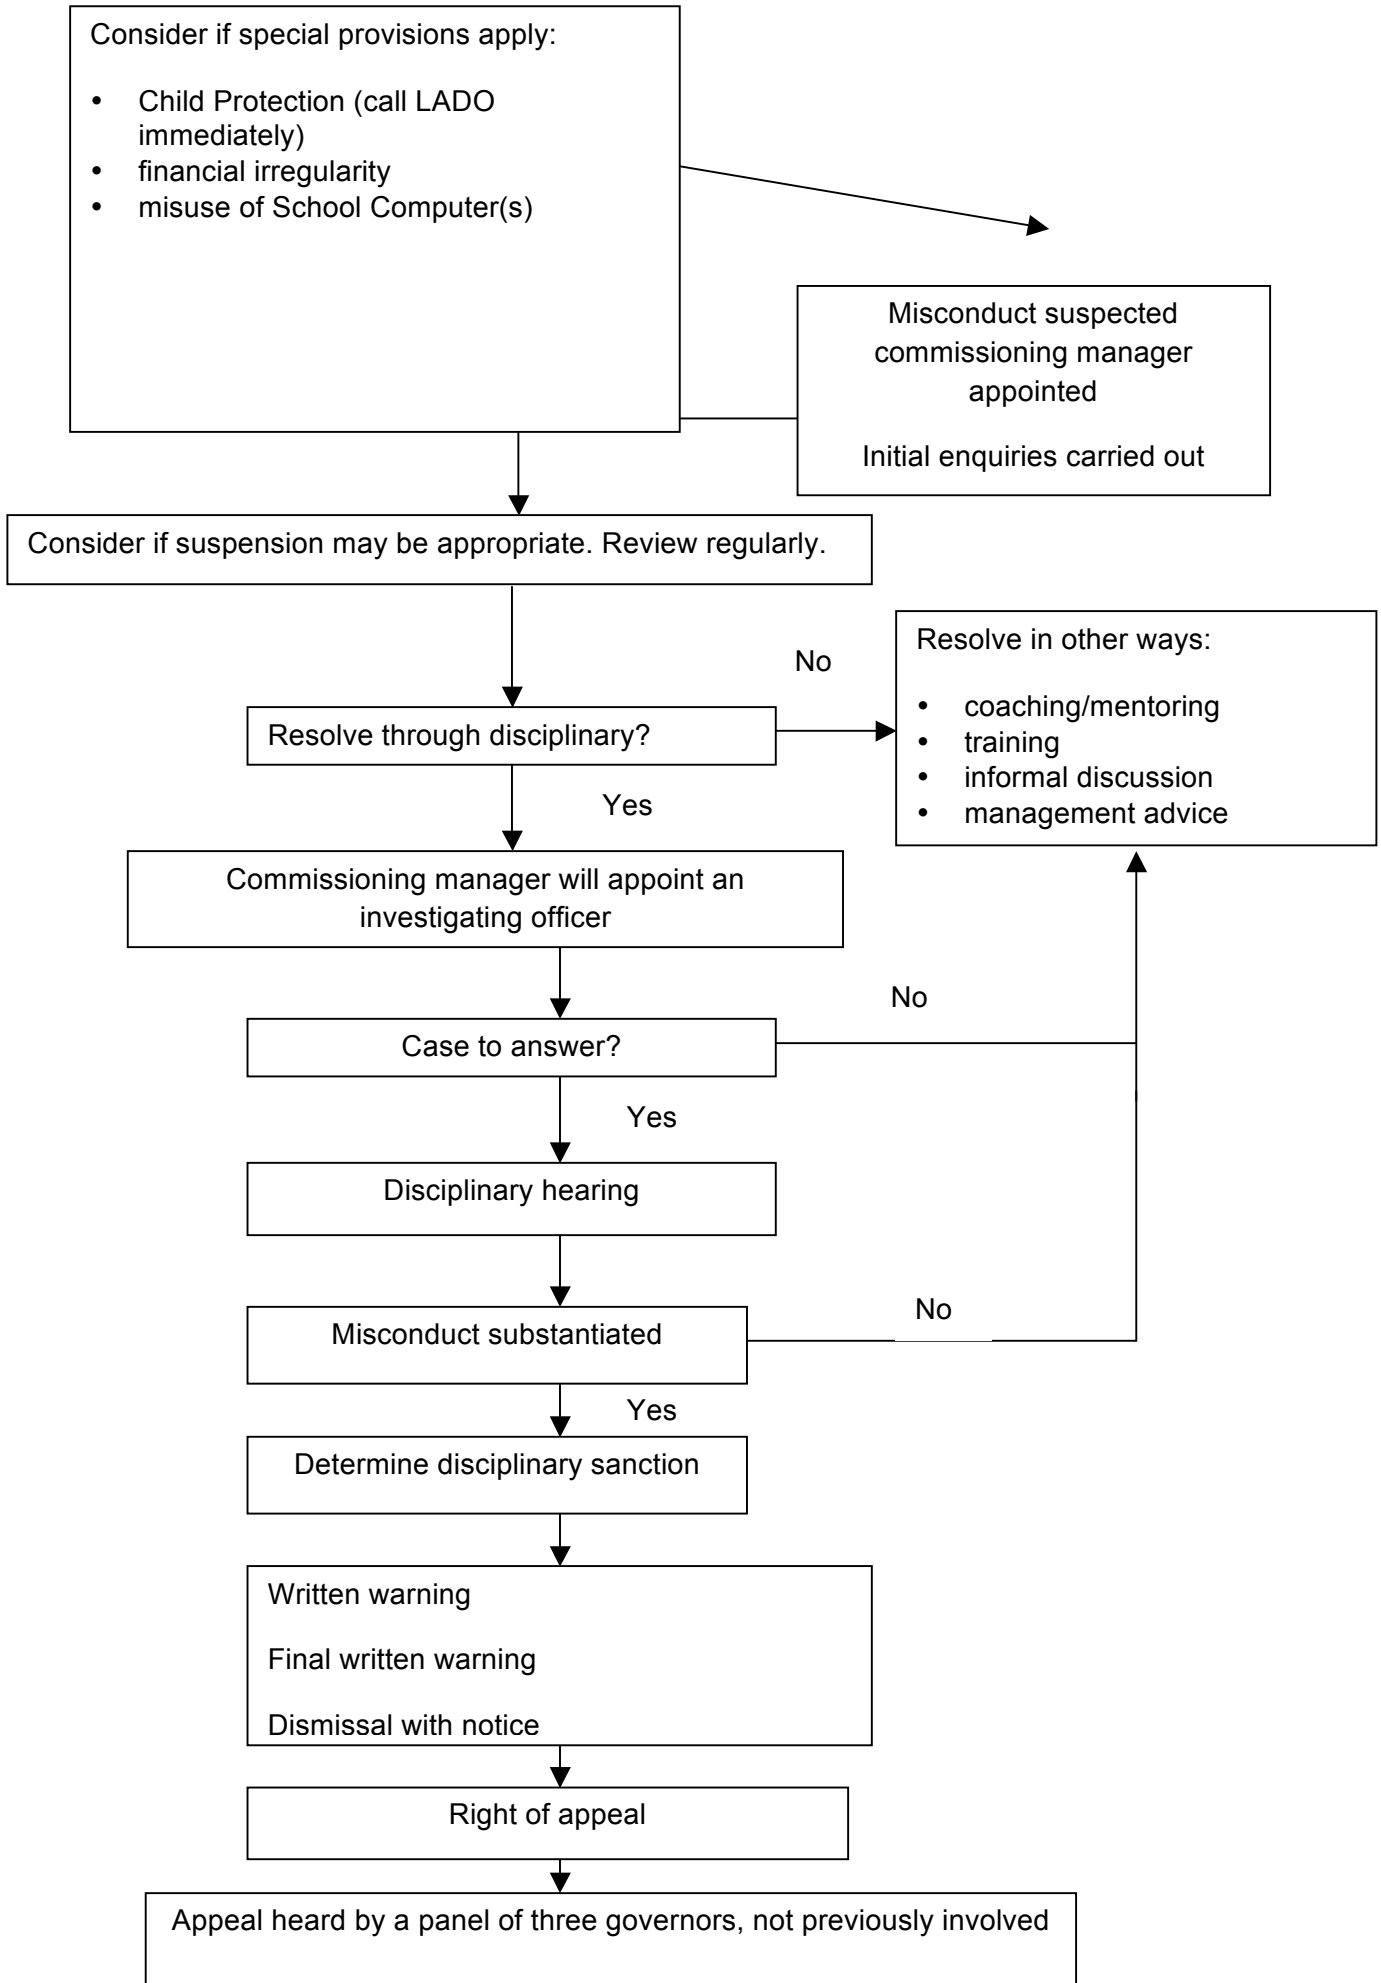 Consider if special provisions apply:
• Child Protection (call LADO
immediately)
• financial irregularity
• misuse of School Computer(s)
Misconduct suspected
commissioning manager
appointed
Initial enquiries carried out
Consider if suspension may be appropriate. Review regularly.
No
Resolve in other ways:
• coaching/mentoring
• training
• informal discussion
• management advice
Resolve through disciplinary?
Yes
Commissioning manager will appoint an
investigating officer
No
Case to answer?
Yes
Disciplinary hearing
No
Misconduct substantiated
Yes
Determine disciplinary sanction
Written warning
Final written warning
Dismissal with notice
Right of appeal
Appeal heard by a panel of three governors, not previously involved